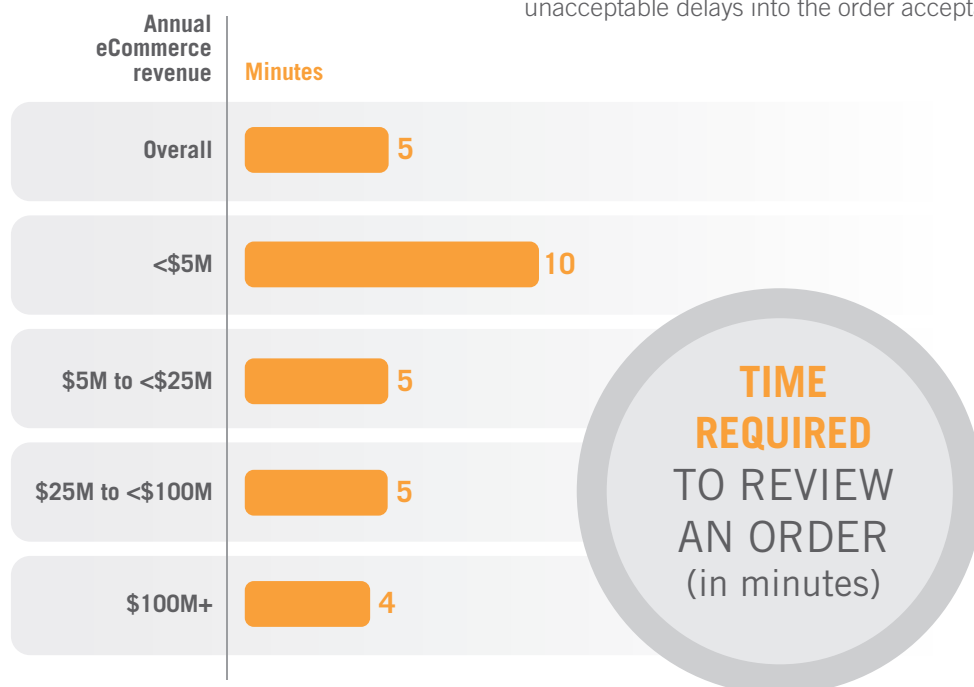 unacceptable delays into the order accept
Annual
eCommerce
revenue
Minutes
Overall
5
<$5M
10
$5M to <$25M
5
$25M to <$100M
5
$100M+
4
TIME
REQUIRED
TO REVIEW
AN ORDER
(in minutes)